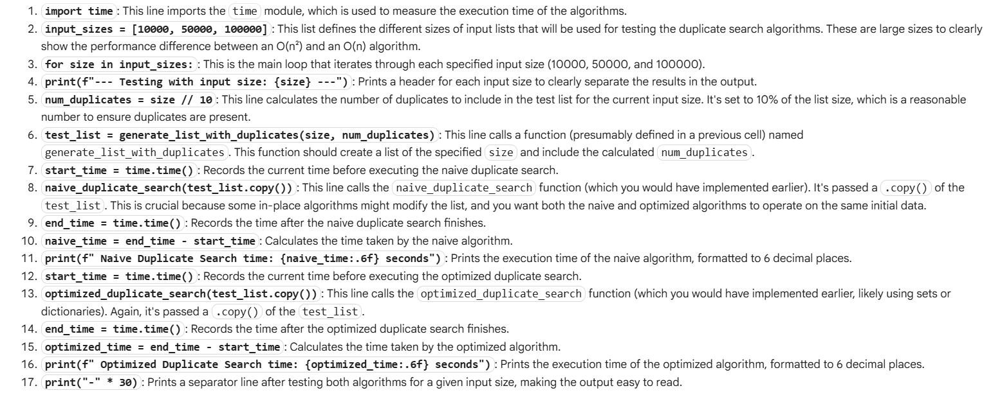 1. import time: This line imports the time module, which is used to measure the execution time of the algorithms.
2. input_sizes = [10000, 50000, 100000]: This list defines the different sizes of input lists that will be used for testing the duplicate search algorithms. These are large sizes to clearly
show the performance difference between an O(n²) and an O(n) algorithm.
3. for size in input_sizes:: This is the main loop that iterates through each specified input size (10000, 50000, and 100000).
4. print(f"--- Testing with input size: {size} ---"): Prints a header for each input size to clearly separate the results in the output.
5. num_duplicates = size // 10: This line calculates the number of duplicates to include in the test list for the current input size. It's set to 10% of the list size, which is a reasonable
number to ensure duplicates are present.
6. test_list = generate_list_with_duplicates(size, num_duplicates): This line calls a function (presumably defined in a previous cell) named
generate_list_with_duplicates. This function should create a list of the specified size and include the calculated num_duplicates.
7. start_time = time.time(): Records the current time before executing the naive duplicate search.
8. naive_duplicate_search(test_list.copy()): This line calls the naive_duplicate_search function (which you would have implemented earlier). It's passed a .copy() of the
test_list. This is crucial because some in-place algorithms might modify the list, and you want both the naive and optimized algorithms to operate on the same initial data.
9. end_time = time.time(): Records the time after the naive duplicate search finishes.
10. naive_time = end_time - start_time: Calculates the time taken by the naive algorithm.
11. print(f" Naive Duplicate Search time: {naive_time:.6f} seconds"): Prints the execution time of the naive algorithm, formatted to 6 decimal places.
12. start_time = time.time(): Records the current time before executing the optimized duplicate search.
13. optimized_duplicate_search(test_list.copy()): This line calls the optimized_duplicate_search function (which you would have implemented earlier, likely using sets or
dictionaries). Again, it's passed a .copy() of the test_list.
14. end_time = time.time(): Records the time after the optimized duplicate search finishes.
15. optimized_time = end_time - start_time: Calculates the time taken by the optimized algorithm.
16. print(f" Optimized Duplicate Search time: {optimized_time:.6f} seconds"): Prints the execution time of the optimized algorithm, formatted to 6 decimal places.
17. print("-" * 30): Prints a separator line after testing both algorithms for a given input size, making the output easy to read.